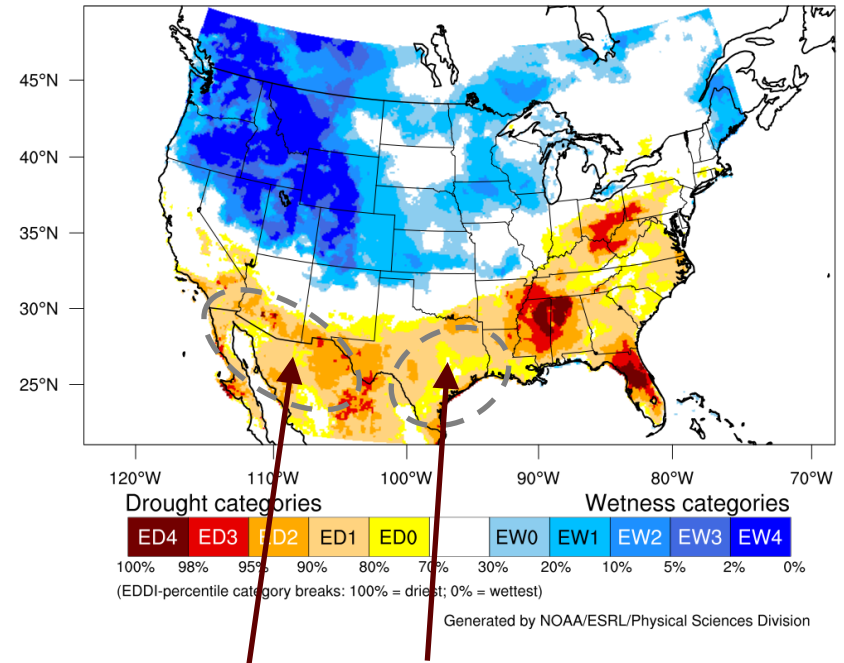 45°N
40°N
35°N
30°N
25°N
120°W 110°W 100°W 90°W 80°W 70°W
Drought categories Wetness categories
ED4 ED3 ED2 ED1 ED0 EW0 EW1 EW2 EW3 EW4
100% 98% 95% 90% 80% 70% 30% 20% 10% 5% 2% 0%
(EDDI-percentile category breaks: 100% = driest; 0% = wettest)
Generated by NOAA/ESRL/Physical Sciences Division